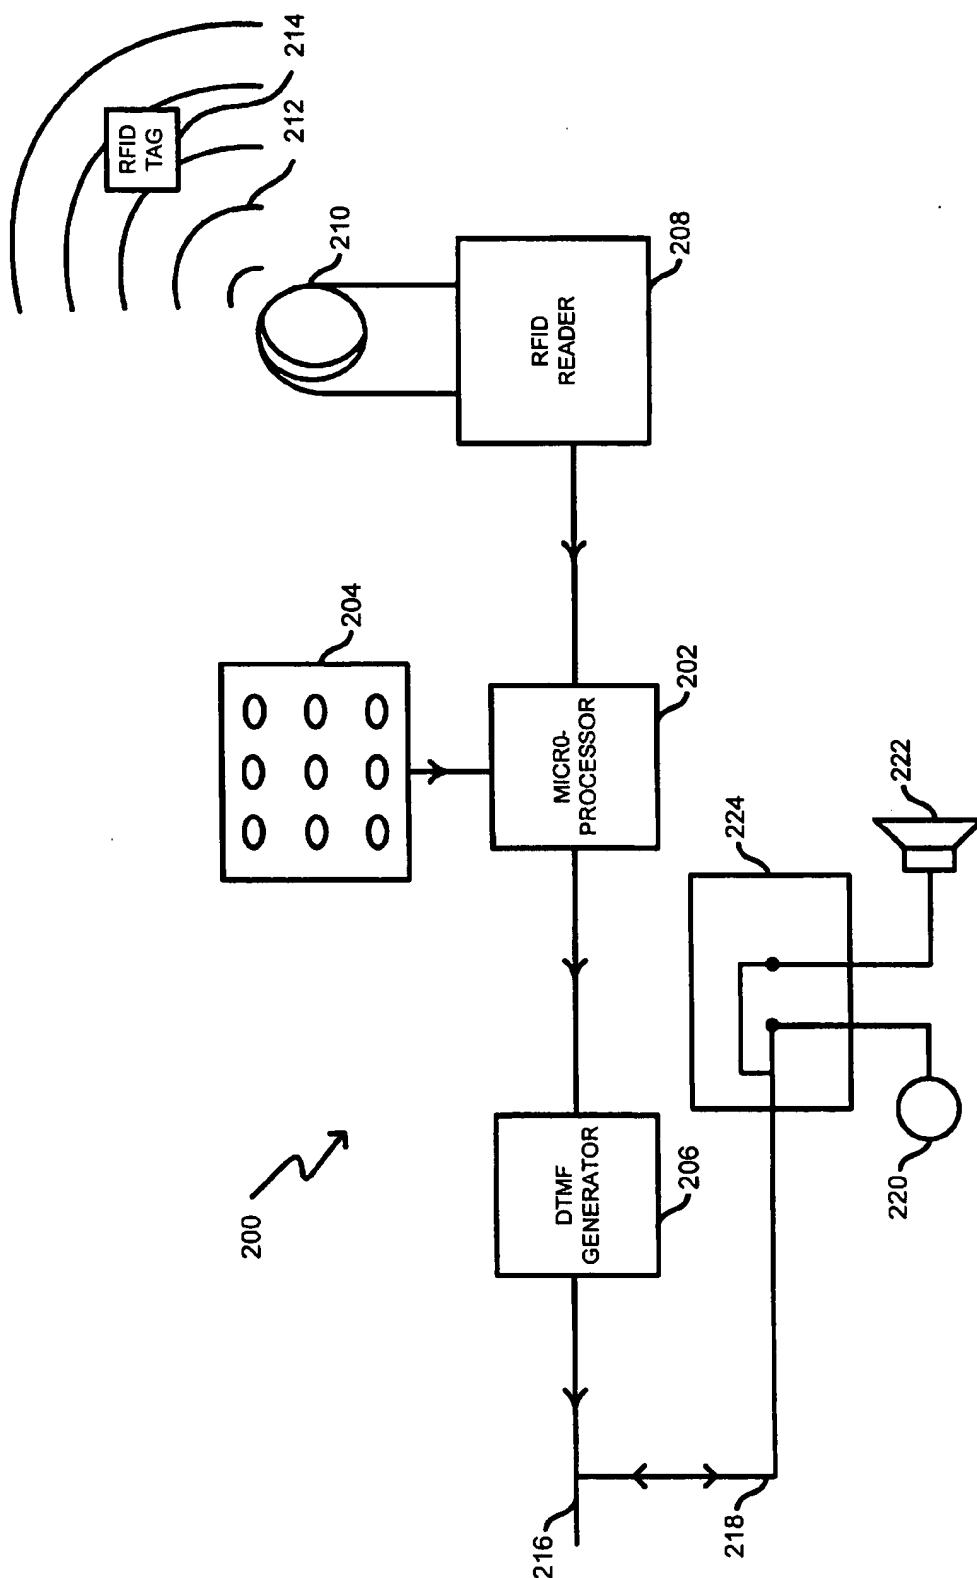 RFID
TAG
200
214
212
210
204
216
DTMF
GENERATOR
206
MICR0-
PROCESSOR
202
RFID
READER
208
218
224
220
222